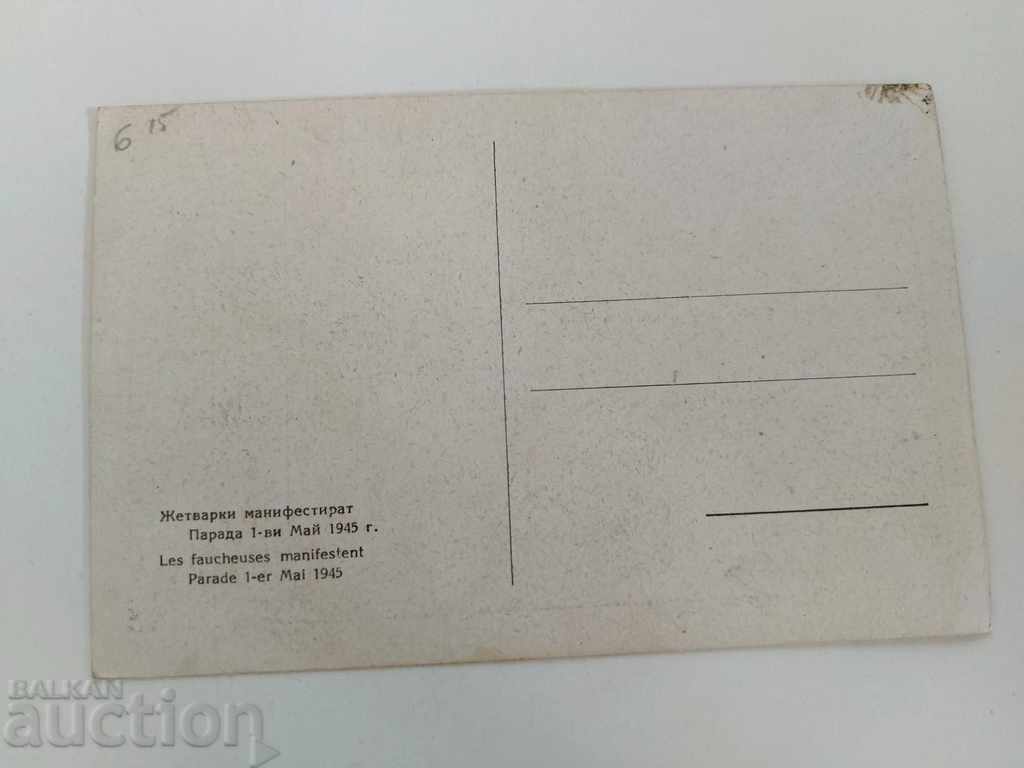 6 15
Жетварки манифестират
Парада 1-ви Май 1945 г.
Les faucheuses manifestent
Parade 1-er Mai 1945
BALKAN
auction